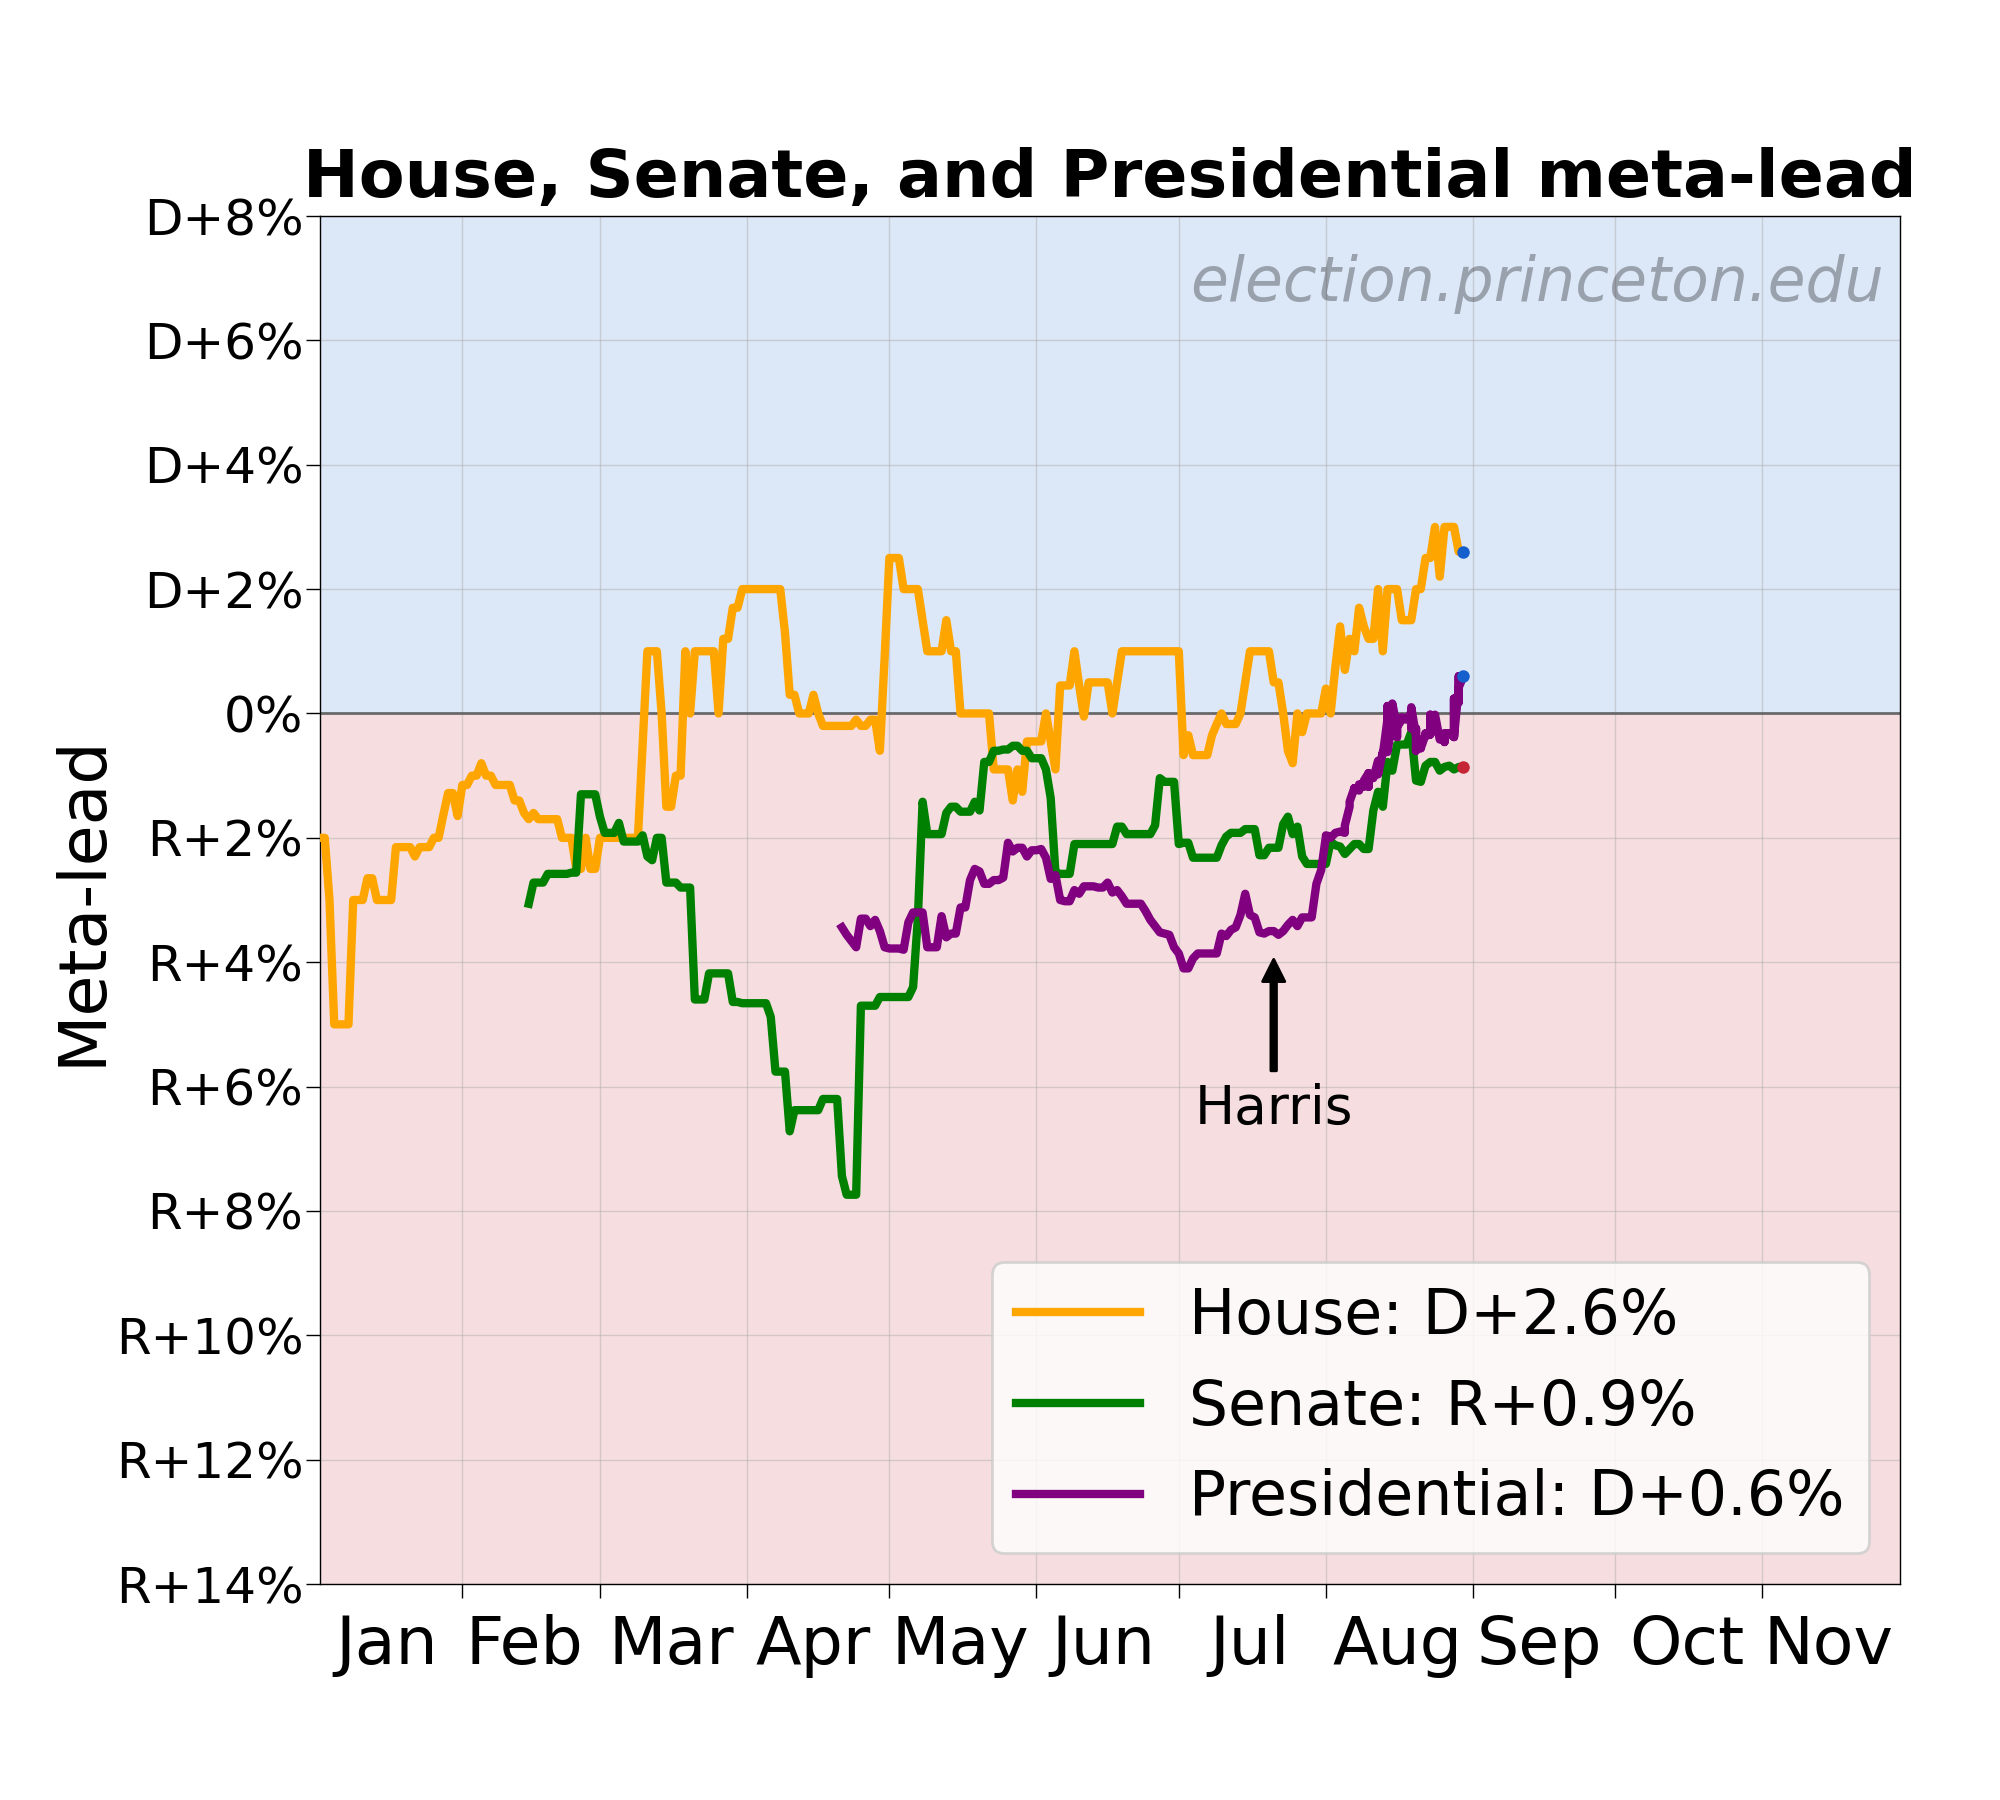 House, Senate, and Presidential meta-lead
election.princeton.edu
D+8%
D+6%
D+4%
D+2%
0%
R+2%
R+4%
R+6%
R+8%
R+10%
R+12%
R+14%
Meta-lead
Harris
House: D+2.6%
Senate: R+0.9%
Presidential: D+0.6%
Jan Feb Mar Apr May Jun Jul Aug Sep Oct Nov